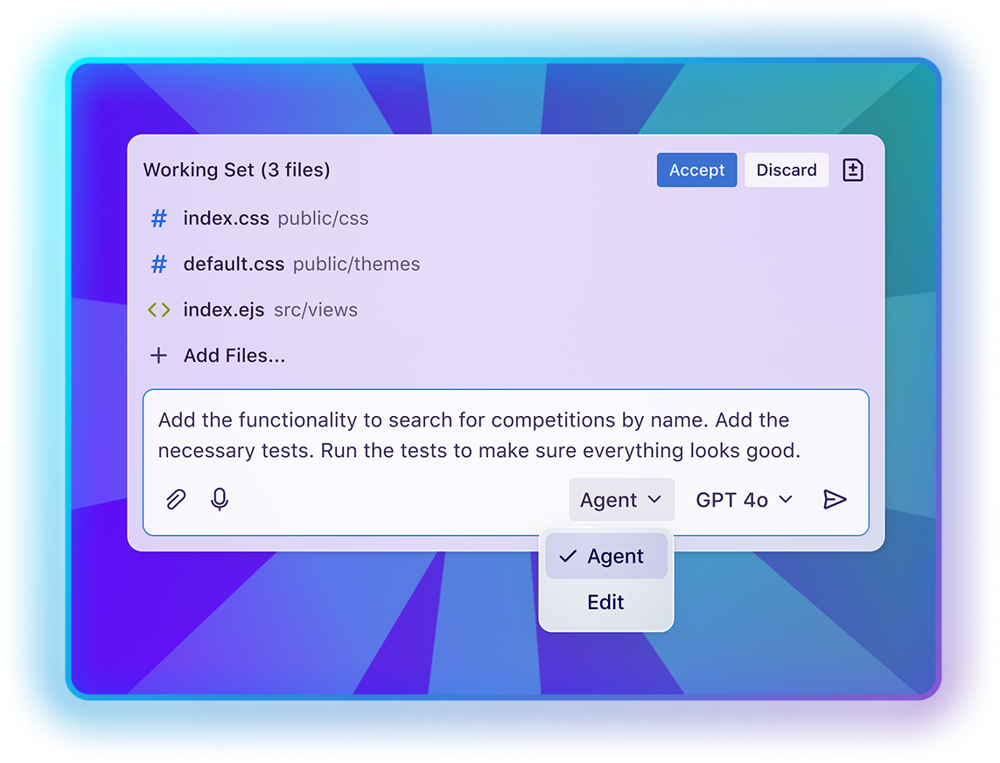 Working Set (3 files)
Accept
Discard
# index.css public/css
# default.css public/themes
<> index.ejs src/views
+ Add Files...
Add the functionality to search for competitions by name. Add the
necessary tests. Run the tests to make sure everything looks good.
Agent
GPT 4o
Agent
Edit